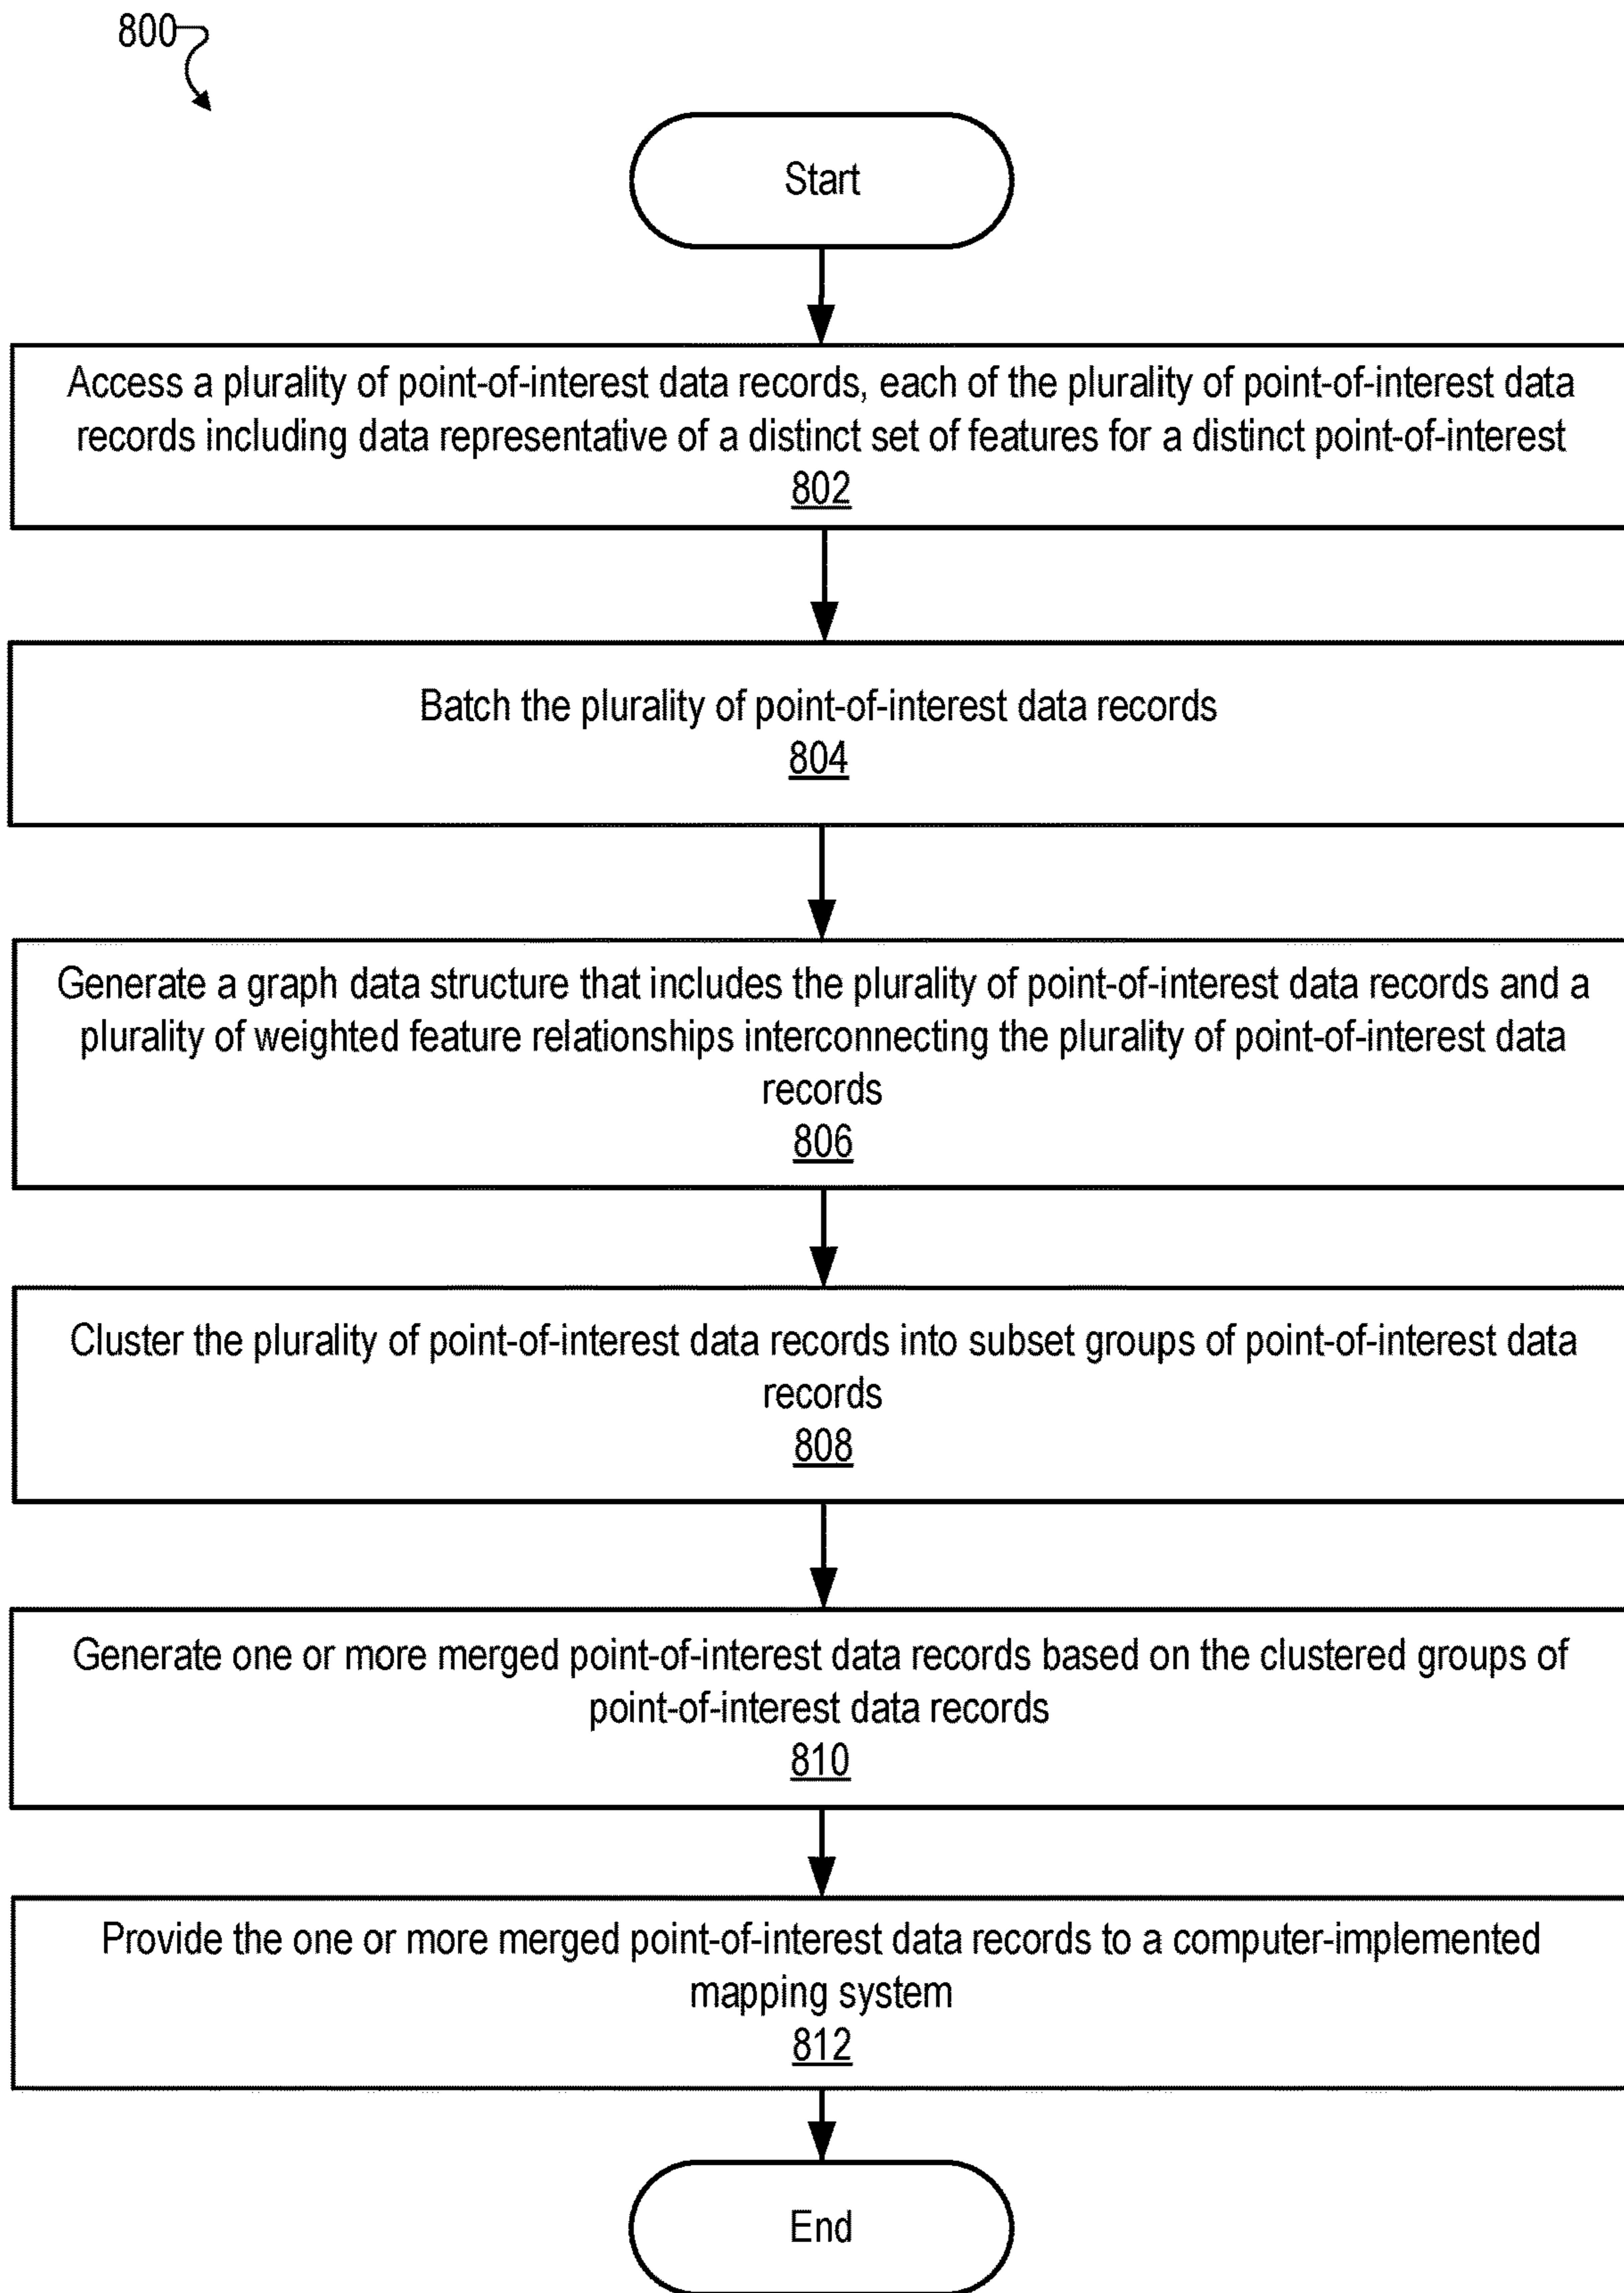 800
Start
Access a plurality of point-of-interest data records, each of the plurality of point-of-interest data
records including data representative of a distinct set of features for a distinct point-of-interest
802
Batch the plurality of point-of-interest data records
804
Generate a graph data structure that includes the plurality of point-of-interest data records and a
plurality of weighted feature relationships interconnecting the plurality of point-of-interest data
records
806
Cluster the plurality of point-of-interest data records into subset groups of point-of-interest data
records
808
Generate one or more merged point-of-interest data records based on the clustered groups of
point-of-interest data records
810
Provide the one or more merged point-of-interest data records to a computer-implemented
mapping system
812
End